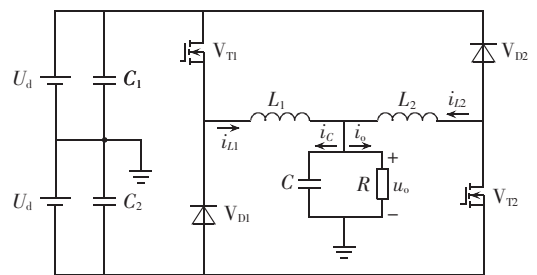 V_T1
V_D2
U_d
C_1
L_1
L_2
i_L1
i_C
i_o
i_L2
+
U_d
C_2
V_D1
C
R
u_o
V_T2
−